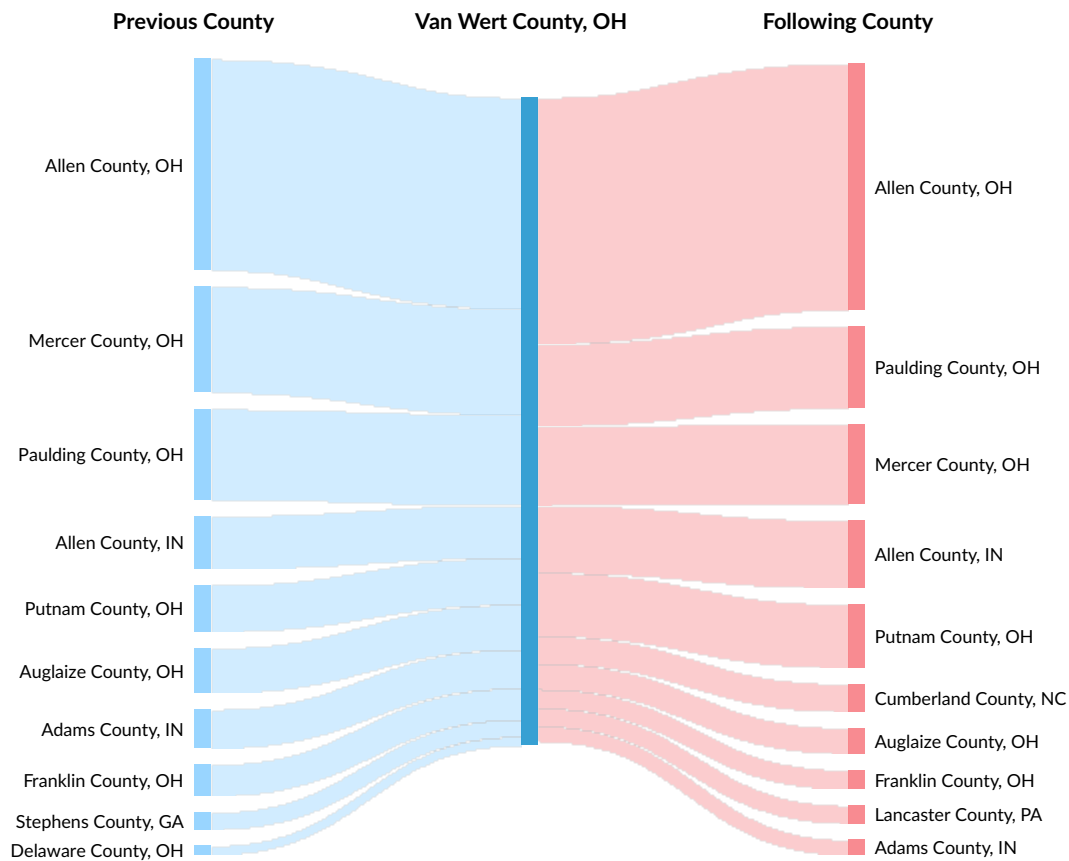 Previous County
Van Wert County, OH
Following County
Allen County, OH
Mercer County, OH
Paulding County, OH
Allen County, IN
Putnam County, OH
Auglaize County, OH
Adams County, IN
Franklin County, OH
Stephens County, GA
Delaware County, OH
Allen County, OH
Paulding County, OH
Mercer County, OH
Allen County, IN
Putnam County, OH
Cumberland County, NC
Auglaize County, OH
Franklin County, OH
Lancaster County, PA
Adams County, IN